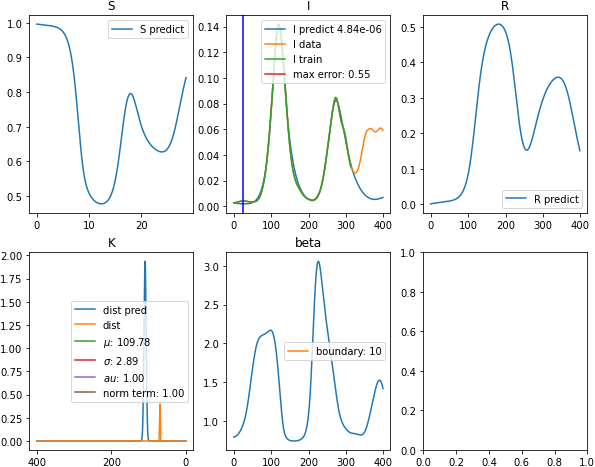 S
I
R
1.0
0.9
0.8
0.7
0.6
0.5
0 10 20
S predict
0.14
0.12
0.10
0.08
0.06
0.04
0.02
0.00
0 100 200 300 400
I predict 4.84e-06
I data
I train
max error: 0.55
0.5
0.4
0.3
0.2
0.1
0.0
0 100 200 300 400
R predict
K
beta
2.00
1.75
1.50
1.25
1.00
0.75
0.50
0.25
0.00
400 200 0
dist pred
dist
μ: 109.78
σ: 2.89
au: 1.00
norm term: 1.00
3.0
2.5
2.0
1.5
1.0
0 100 200 300 400
boundary: 10
1.0
0.8
0.6
0.4
0.2
0.0
0.0 0.2 0.4 0.6 0.8 1.0